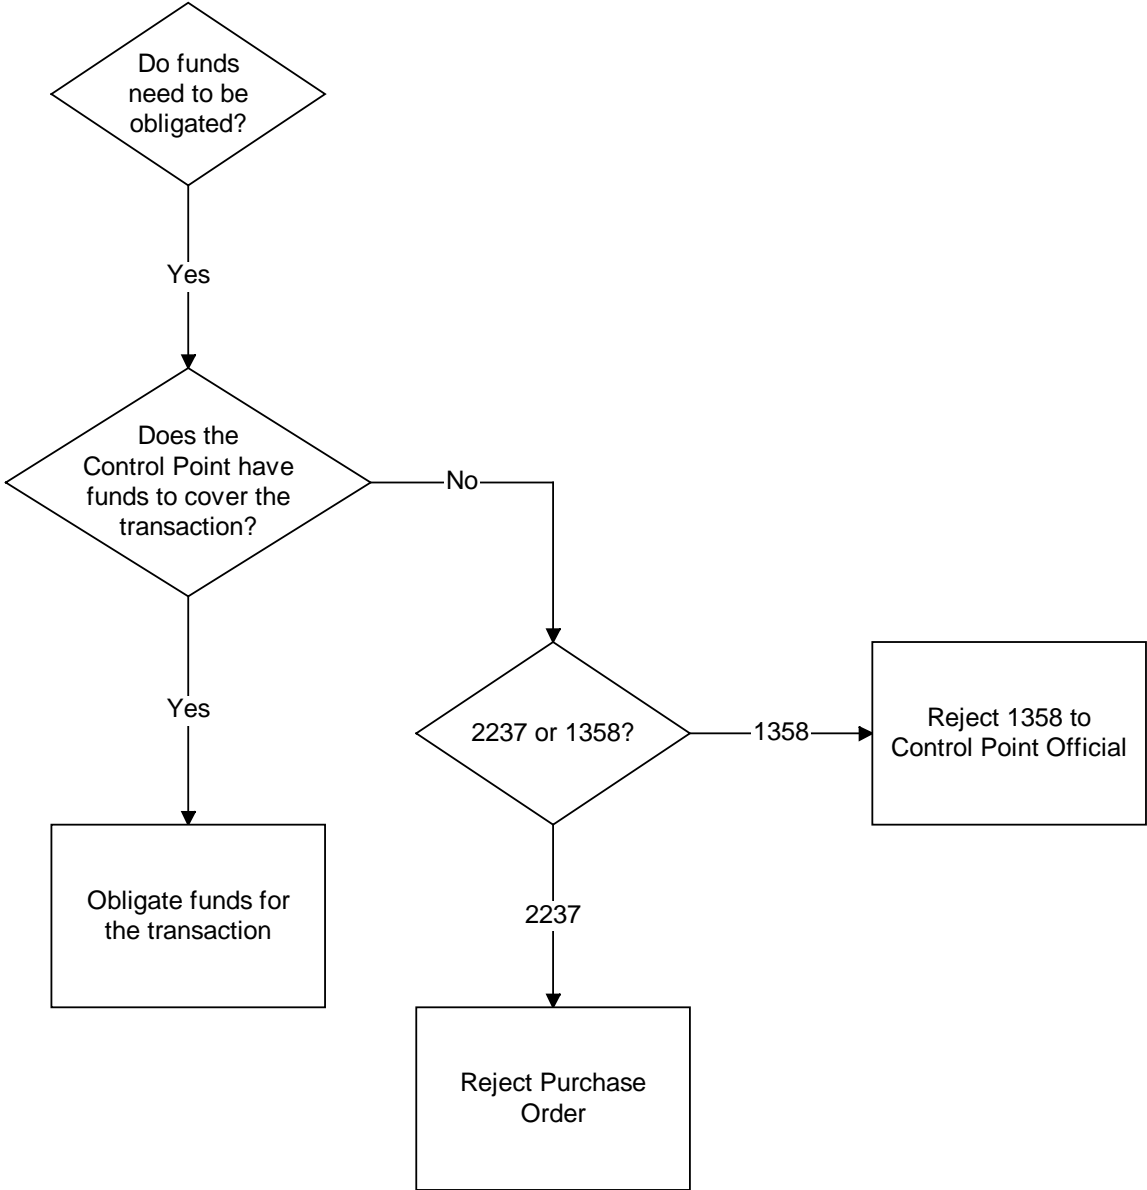 Do funds
need to be
obligated?
Yes
Does the
Control Point have
funds to cover the
transaction?
No
Yes
2237 or 1358?
1358
Reject 1358 to
Control Point Official
Obligate funds for
the transaction
2237
Reject Purchase
Order